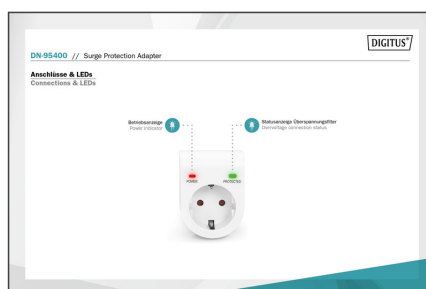 DIGITUS®
DN-95400 // Surge Protection Adapter
Anschlüsse & LEDs
Connections & LEDs
Betriebsanzeige
Power indicator
Statusanzeige Überspannungsfilter
Overvoltage connection status
POWER
PROTECTED